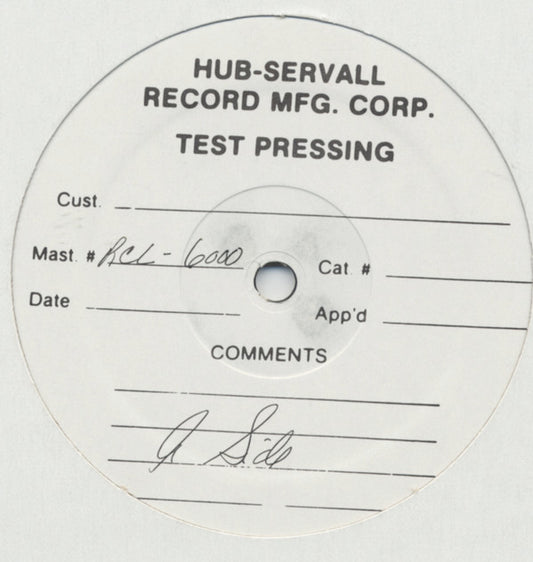 HUB-SERVALL
RECORD MFG. CORP.
TEST PRESSING
Cust.
Mast. # RCL-6000 Cat. #
Date App'd
COMMENTS
A Side